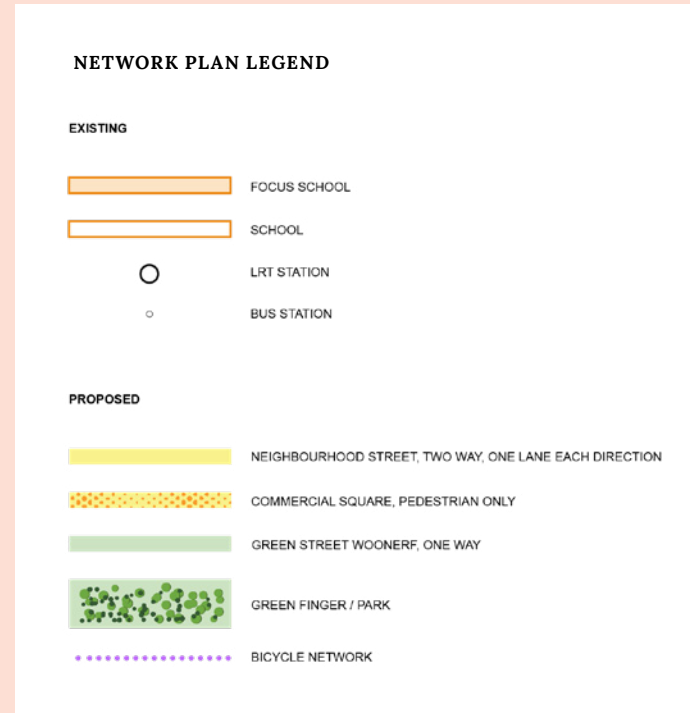 NETWORK PLAN LEGEND
EXISTING
FOCUS SCHOOL
SCHOOL
LRT STATION
BUS STATION
PROPOSED
NEIGHBOURHOOD STREET, TWO WAY, ONE LANE EACH DIRECTION
COMMERCIAL SQUARE, PEDESTRIAN ONLY
GREEN STREET WOONERF, ONE WAY
GREEN FINGER / PARK
BICYCLE NETWORK